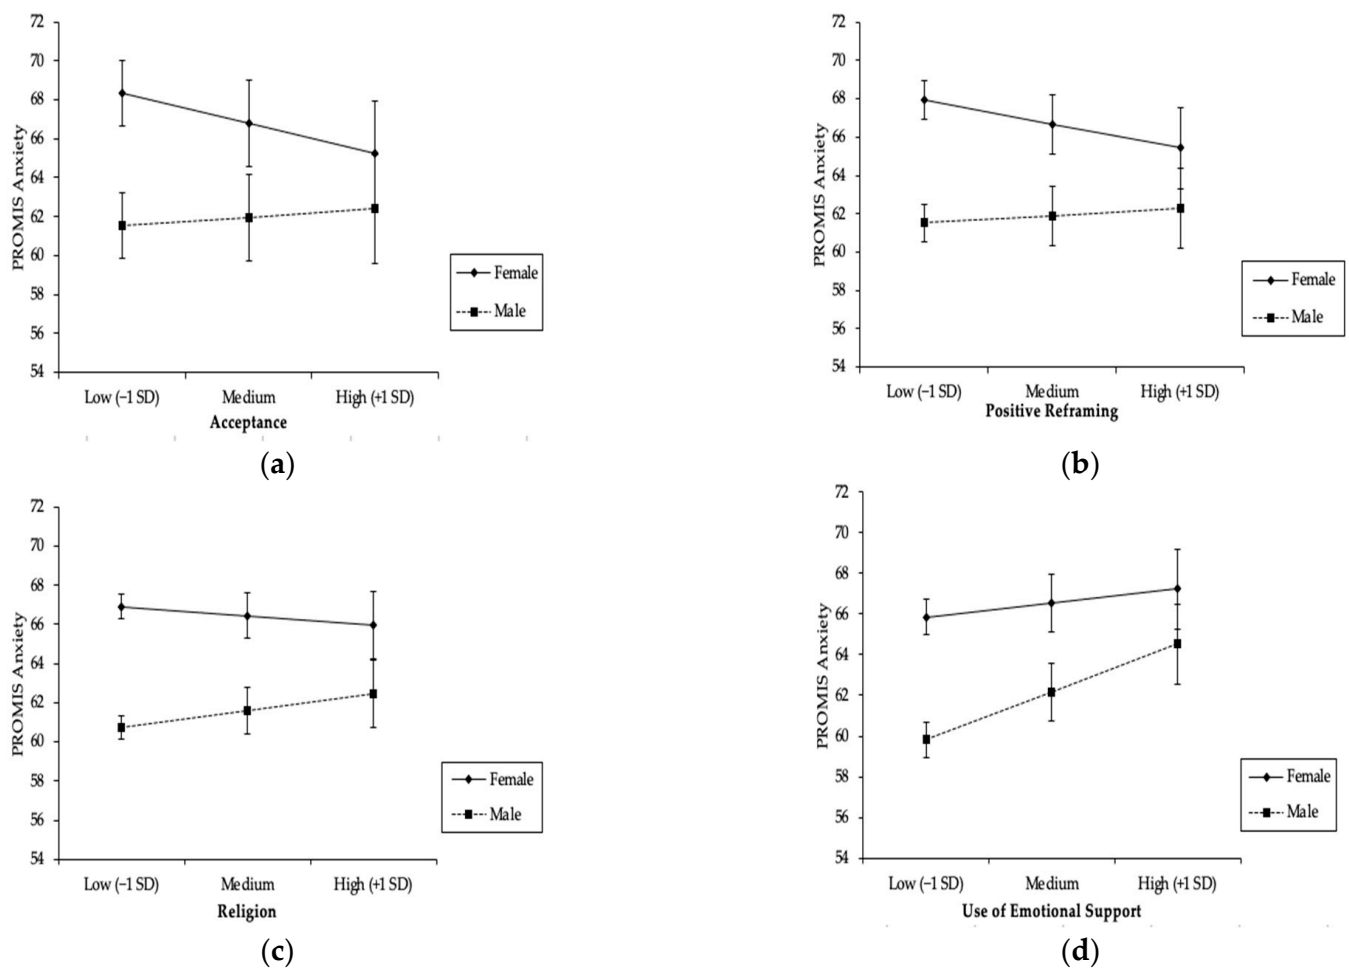 72
70
68
66
64
62
60
58
56
54
PROMIS Anxiety
Female
Male
Low (−1 SD)
Medium
High (+1 SD)
Acceptance
(a)
72
70
68
66
64
62
60
58
56
54
PROMIS Anxiety
Female
Male
Low (−1 SD)
Medium
High (+1 SD)
Positive Reframing
(b)
72
70
68
66
64
62
60
58
56
54
PROMIS Anxiety
Female
Male
Low (−1 SD)
Medium
High (+1 SD)
Religion
(c)
72
70
68
66
64
62
60
58
56
54
PROMIS Anxiety
Female
Male
Low (−1 SD)
Medium
High (+1 SD)
Use of Emotional Support
(d)